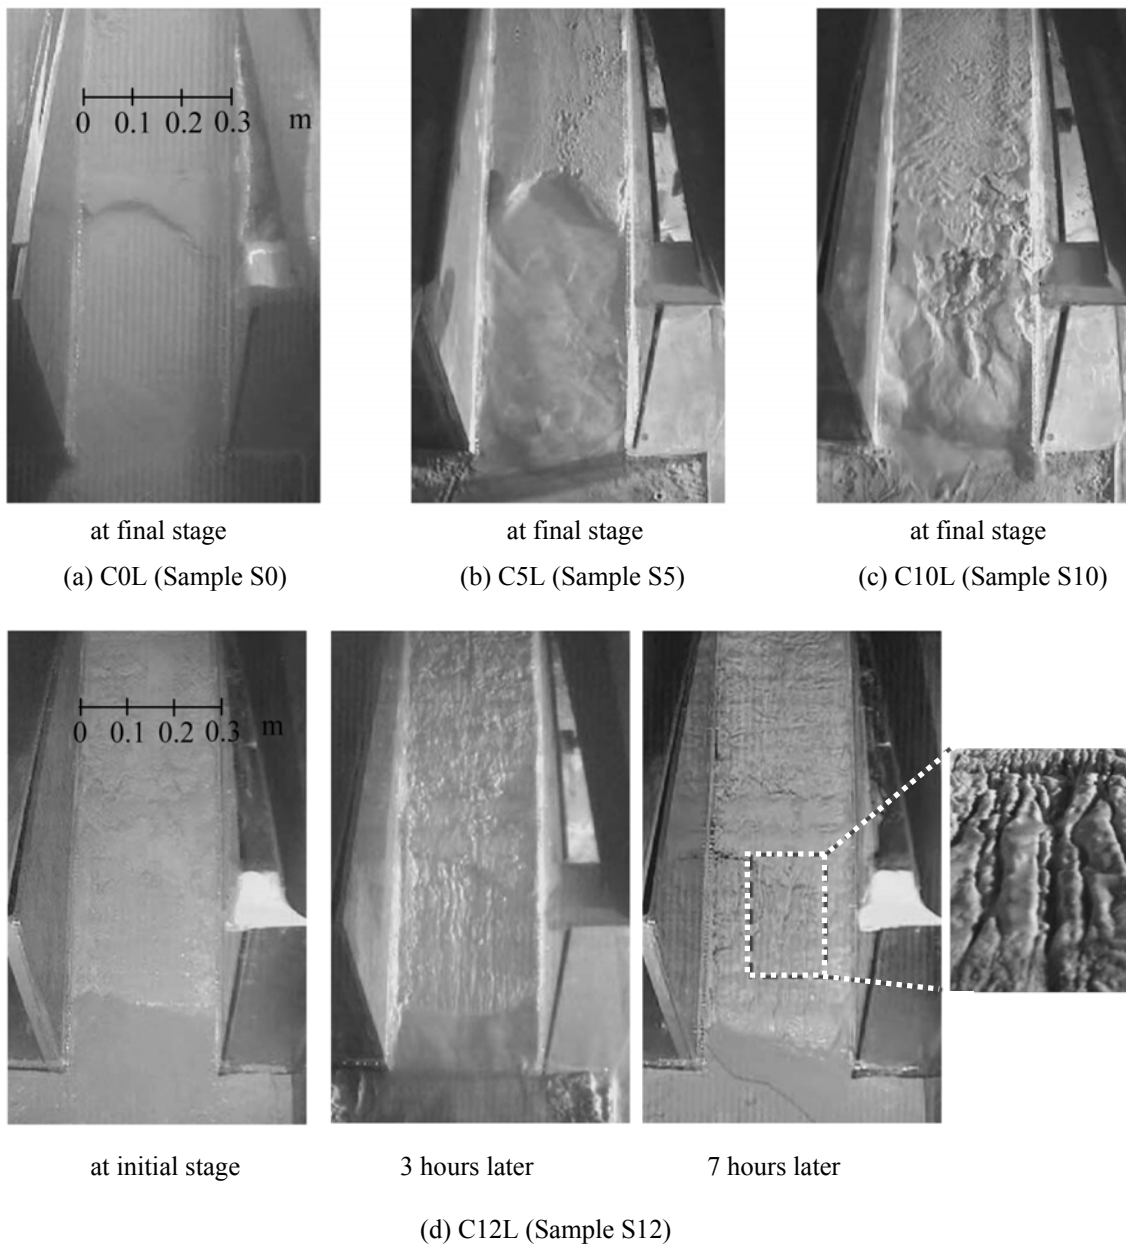 0 0.1 0.2 0.3 m
at final stage
at final stage
at final stage
(a) C0L (Sample S0)
(b) C5L (Sample S5)
(c) C10L (Sample S10)
0 0.1 0.2 0.3 m
at initial stage
3 hours later
7 hours later
(d) C12L (Sample S12)